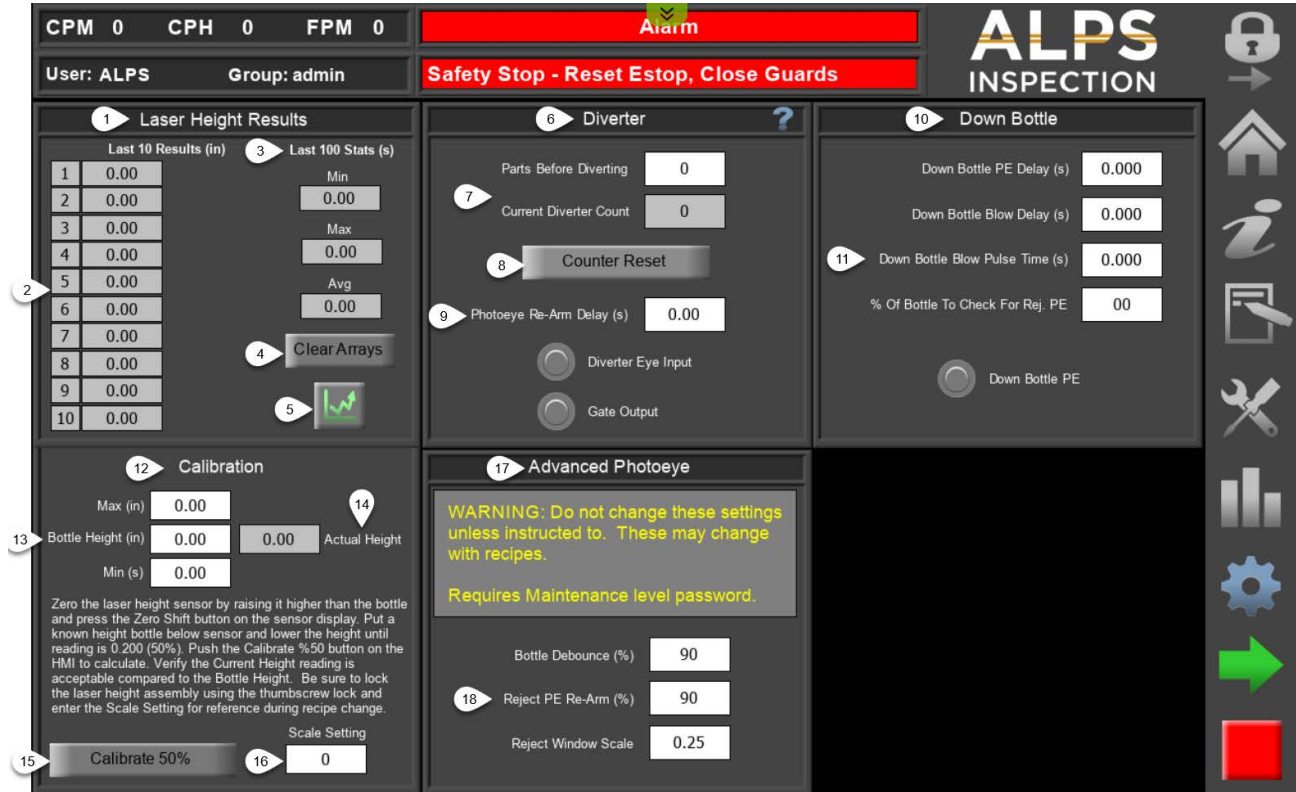 CPM 0 CPH 0 FPM 0
Alarm
User: ALPS Group: admin
Safety Stop - Reset Estop, Close Guards
ALPS
INSPECTION
1 Laser Height Results
Last 10 Results (in) 3 Last 100 Stats (s)
1 0.00
2 0.00
3 0.00
4 0.00
5 0.00
6 0.00
7 0.00
8 0.00
9 0.00
10 0.00
2
Min
0.00
Max
0.00
Avg
0.00
4 Clear Arrays
5
6 Diverter ?
Parts Before Diverting 0
7
Current Diverter Count 0
8 Counter Reset
9 Photoeye Re-Arm Delay (s) 0.00
Diverter Eye Input
Gate Output
10 Down Bottle
Down Bottle PE Delay (s) 0.000
Down Bottle Blow Delay (s) 0.000
11 Down Bottle Blow Pulse Time (s) 0.000
% Of Bottle To Check For Rej. PE 00
Down Bottle PE
12 Calibration
Max (in) 0.00 14
13 Bottle Height (in) 0.00 0.00 Actual Height
Min (s) 0.00
Zero the laser height sensor by raising it higher than the bottle
and press the Zero Shift button on the sensor display. Put a
known height bottle below sensor and lower the height until
reading is 0.200 (50%). Push the Calibrate %50 button on the
HMI to calculate. Verify the Current Height reading is
acceptable compared to the Bottle Height. Be sure to lock
the laser height assembly using the thumbscrew lock and
enter the Scale Setting for reference during recipe change.
Scale Setting
15 Calibrate 50% 16 0
17 Advanced Photoeye
WARNING: Do not change these settings
unless instructed to. These may change
with recipes.
Requires Maintenance level password.
Bottle Debounce (%) 90
18 Reject PE Re-Arm (%) 90
Reject Window Scale 0.25
?
i